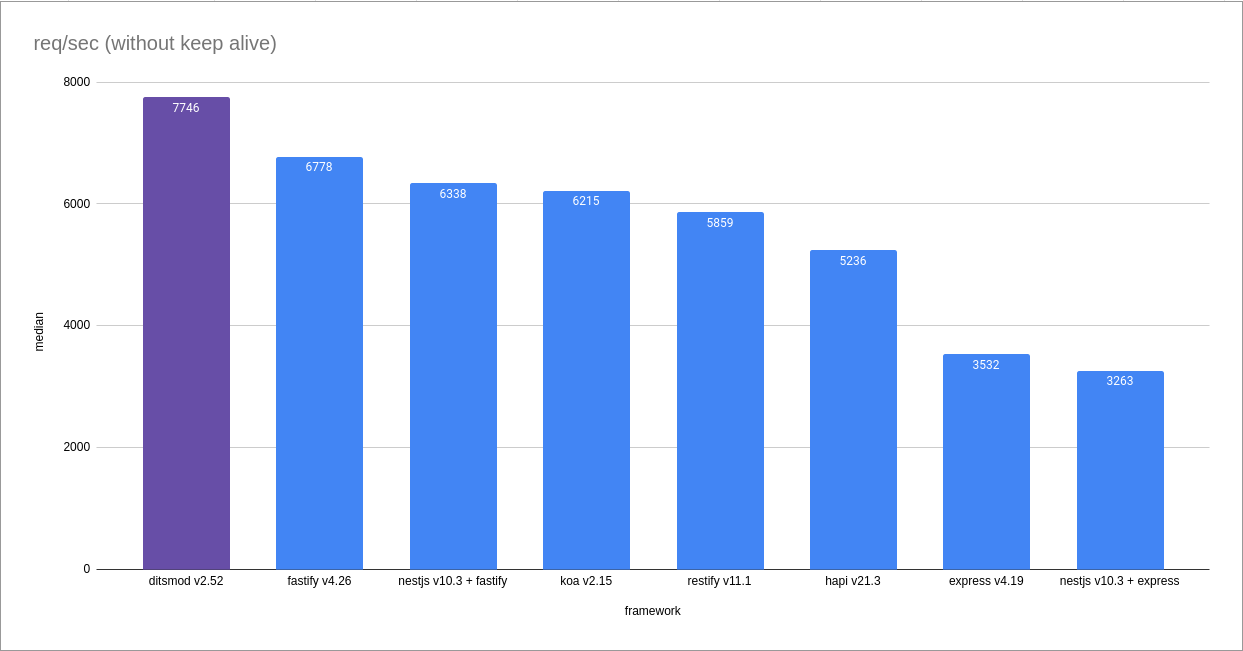 req/sec (without keep alive)
8000
6000
4000
2000
0
median
7746
6778
6338
6215
5859
5236
3532
3263
ditsmod v2.52
fastify v4.26
nestjs v10.3 + fastify
koa v2.15
restify v11.1
hapi v21.3
express v4.19
nestjs v10.3 + express
framework